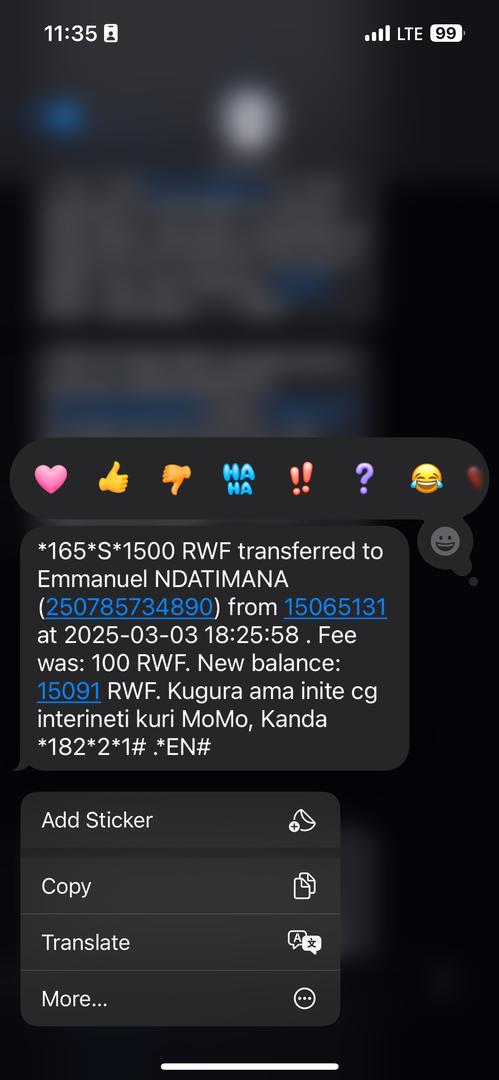 11:35
LTE 99
HA HA
*165*S*1500 RWF transferred to
Emmanuel NDATIMANA
(250785734890) from 15065131
at 2025-03-03 18:25:58 . Fee
was: 100 RWF. New balance:
15091 RWF. Kugura ama inite cg
interineti kuri MoMo, Kanda
*182*2*1# .*EN#
Add Sticker
Copy
Translate
More...